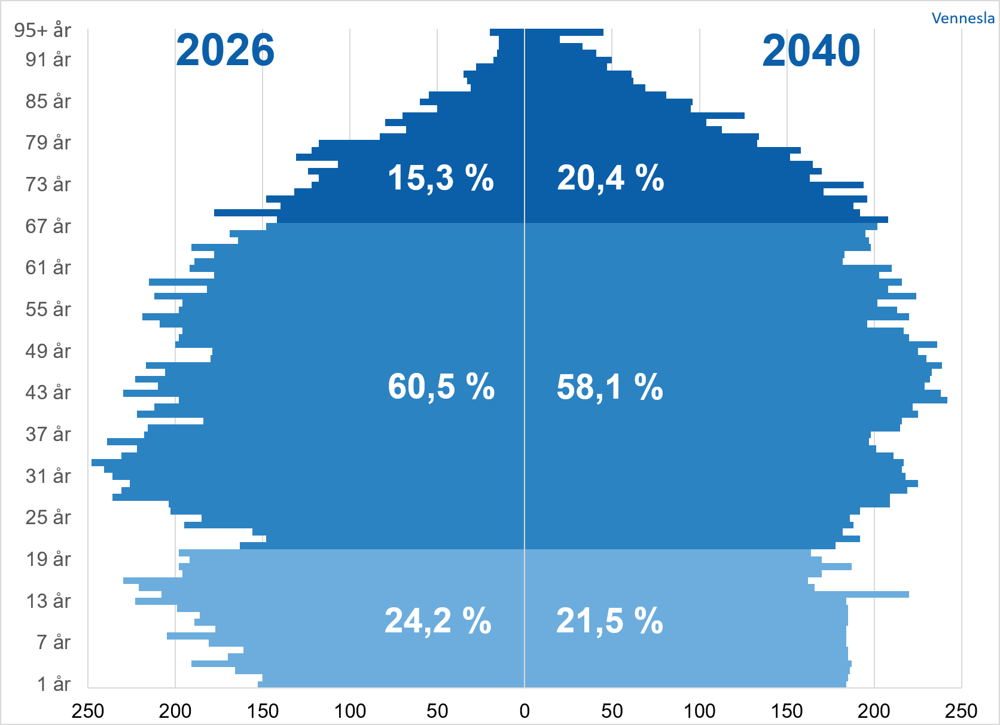 Vennesla
2026
2040
95+ år
91 år
85 år
79 år
73 år
67 år
61 år
55 år
49 år
43 år
37 år
31 år
25 år
19 år
13 år
7 år
1 år
15,3 %
20,4 %
60,5 %
58,1 %
24,2 %
21,5 %
250 200 150 100 50 0 50 100 150 200 250